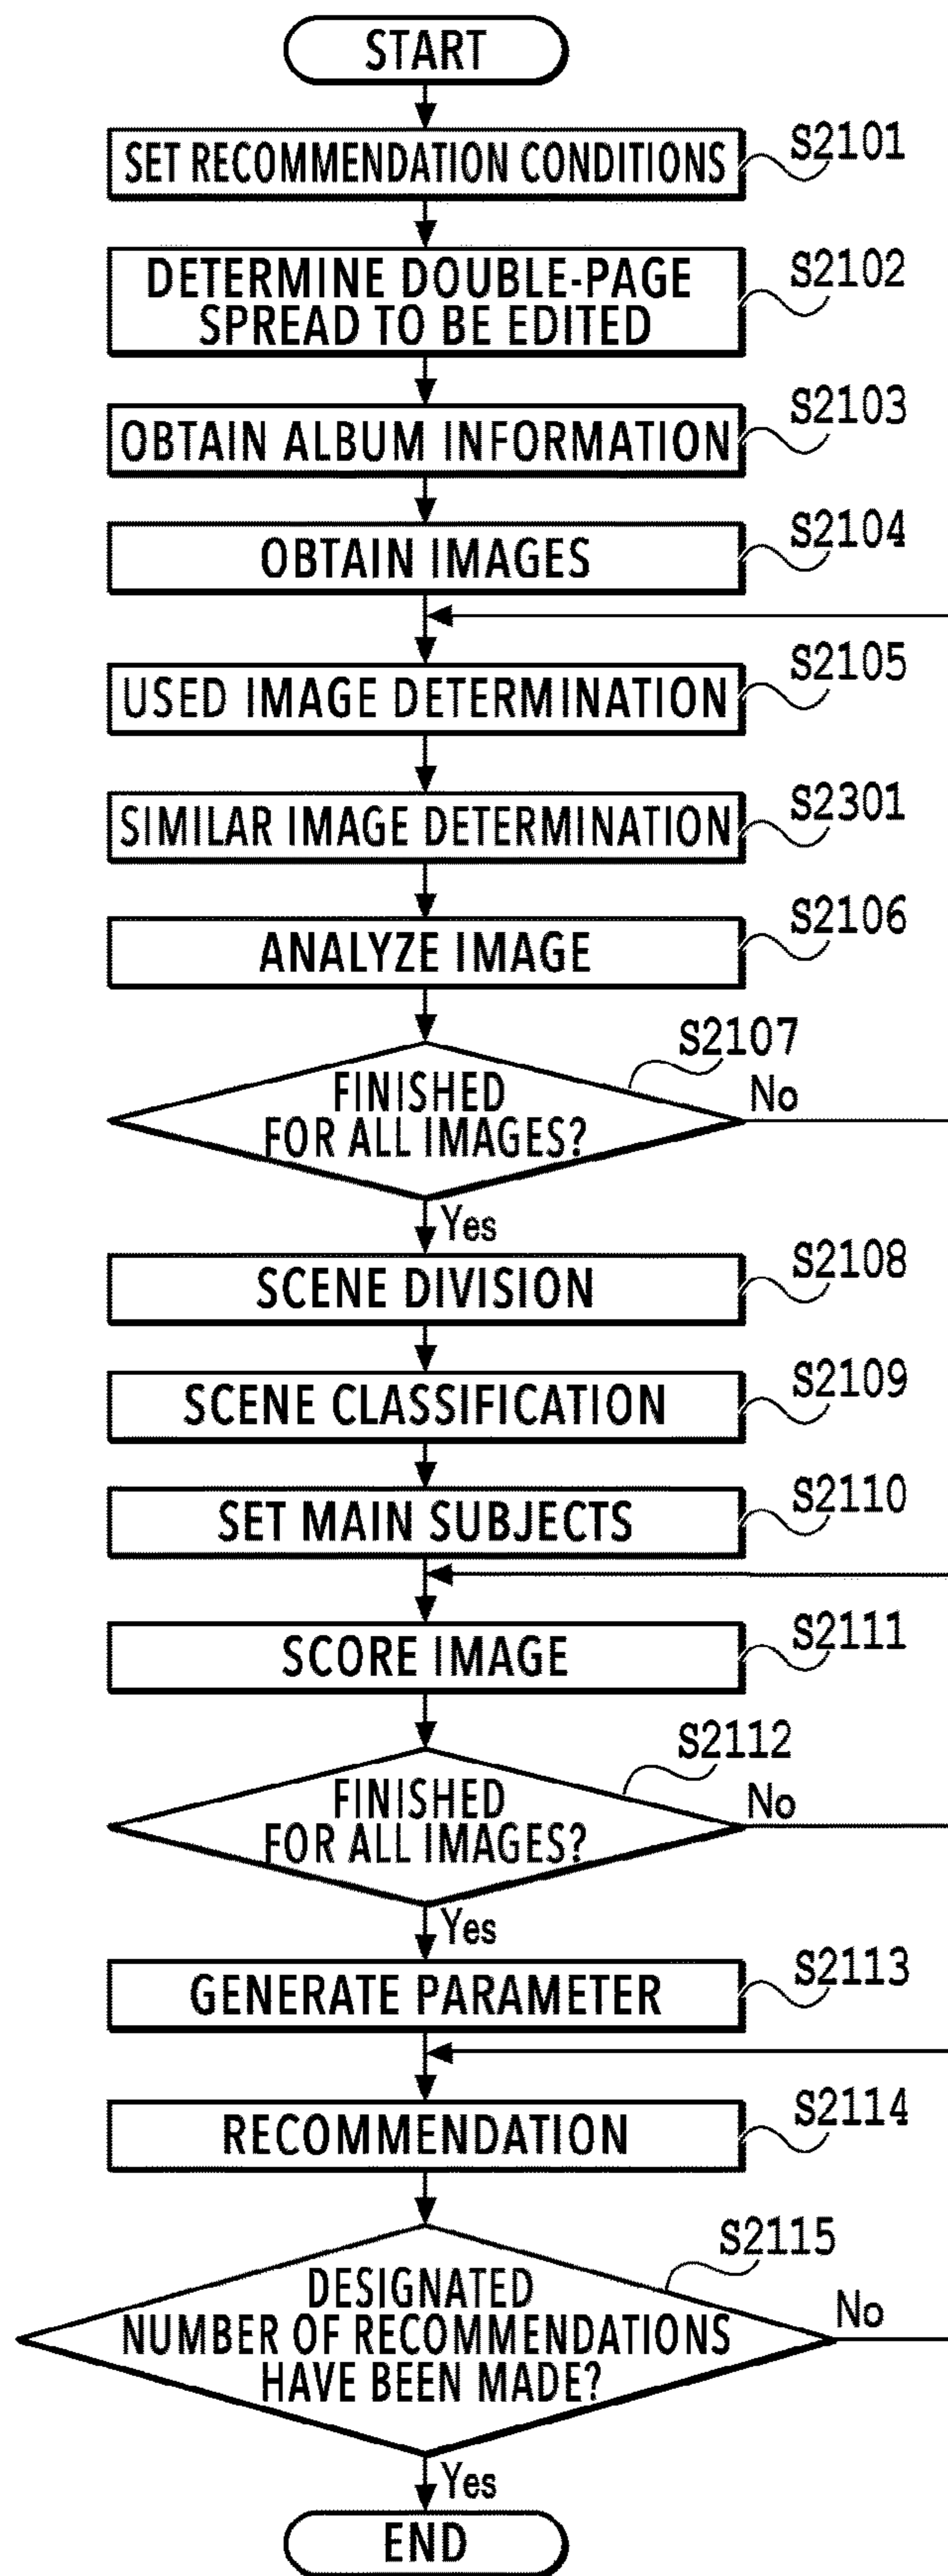 START
SET RECOMMENDATION CONDITIONS
S2101
DETERMINE DOUBLE-PAGE
SPREAD TO BE EDITED
S2102
OBTAIN ALBUM INFORMATION
S2103
OBTAIN IMAGES
S2104
USED IMAGE DETERMINATION
S2105
SIMILAR IMAGE DETERMINATION
S2301
ANALYZE IMAGE
S2106
FINISHED
FOR ALL IMAGES?
S2107
No
Yes
SCENE DIVISION
S2108
SCENE CLASSIFICATION
S2109
SET MAIN SUBJECTS
S2110
SCORE IMAGE
S2111
FINISHED
FOR ALL IMAGES?
S2112
No
Yes
GENERATE PARAMETER
S2113
RECOMMENDATION
S2114
DESIGNATED
NUMBER OF RECOMMENDATIONS
HAVE BEEN MADE?
S2115
No
Yes
END